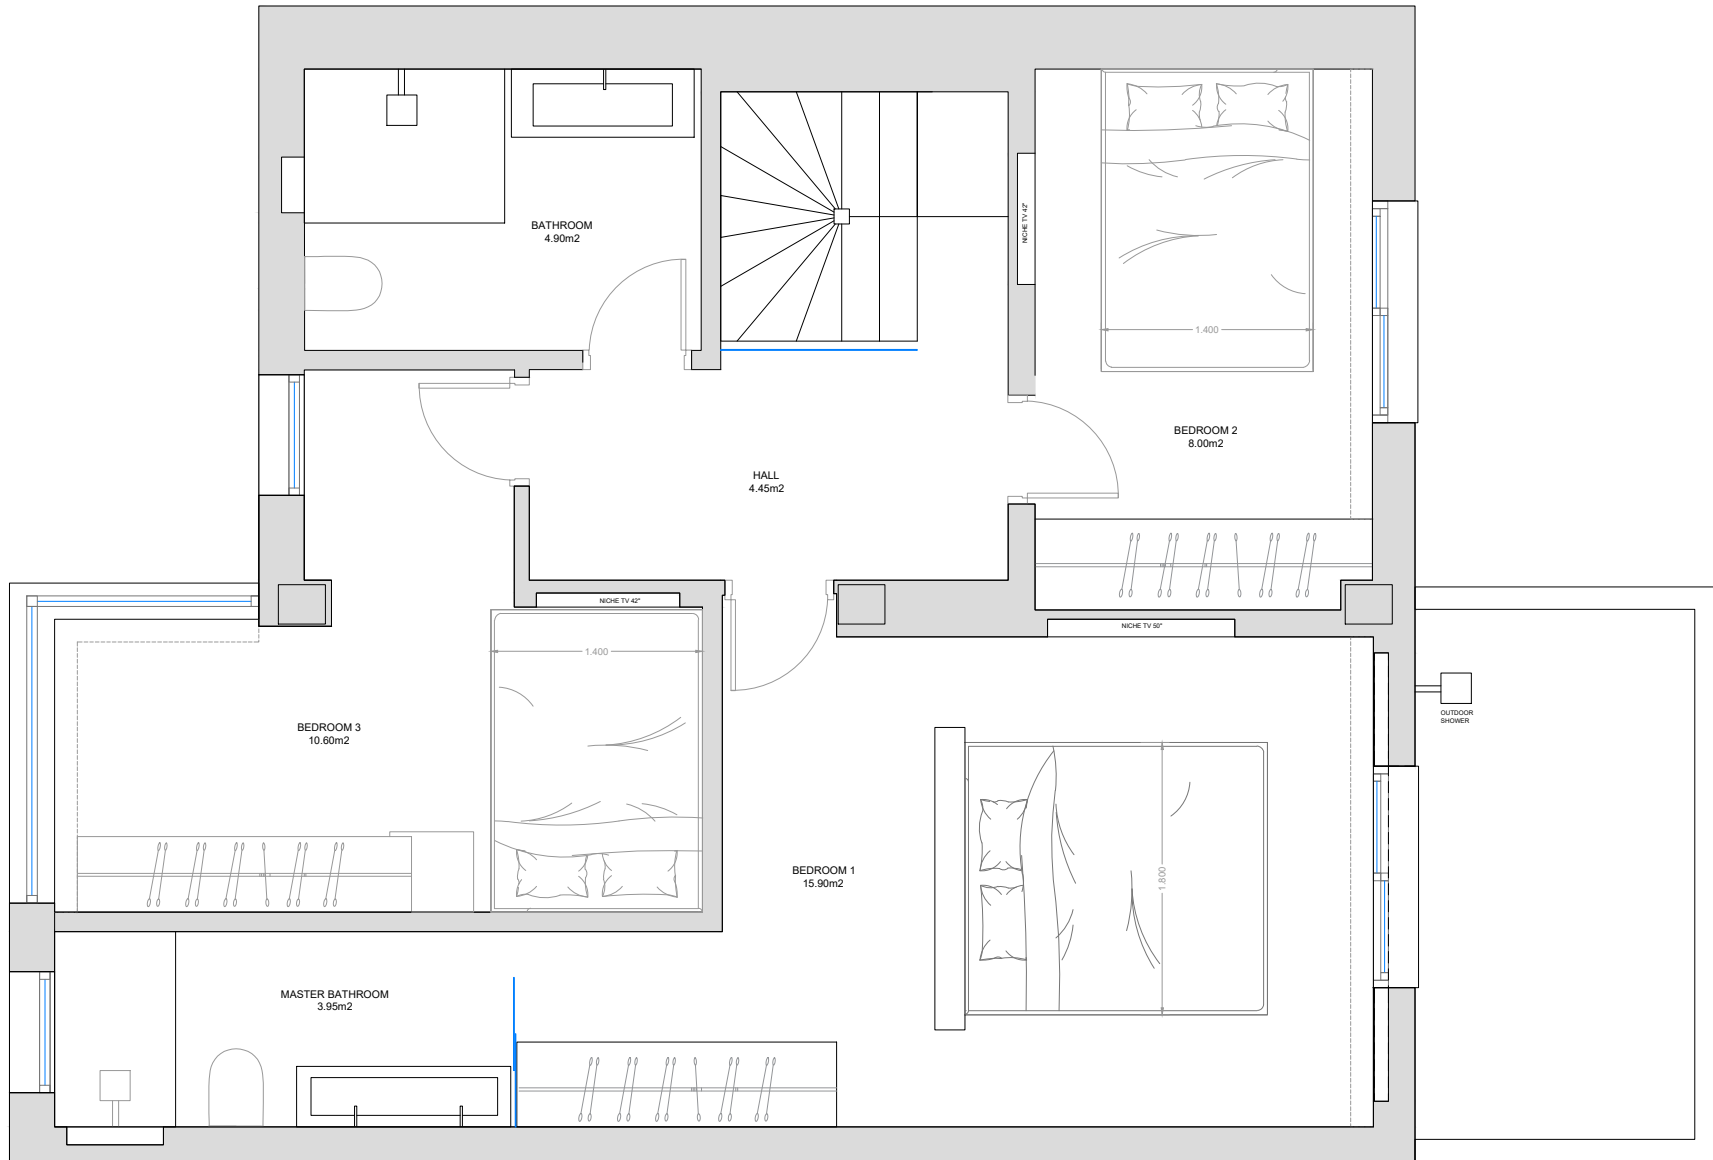 BATHROOM
4.90m2
NICHE TV 42"
1.400
BEDROOM 2
8.00m2
HALL
4.45m2
NICHE TV 42"
NICHE TV 50"
1.400
OUTDOOR
SHOWER
BEDROOM 3
10.60m2
BEDROOM 1
15.90m2
1.800
MASTER BATHROOM
3.95m2